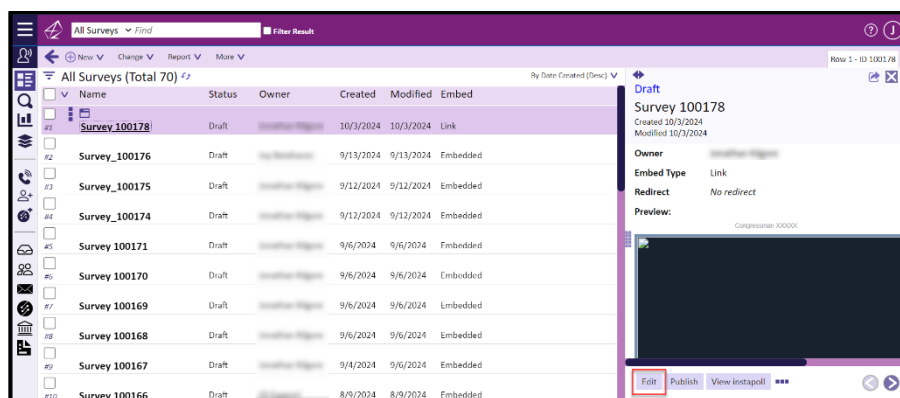 All Surveys Find Filter Result J
New Change Report More Row 1 - ID 100178
All Surveys (Total 70) By Date Created (Desc)
Name Status Owner Created Modified Embed
#1 Survey 100178 Draft 10/3/2024 10/3/2024 Link
#2 Survey_100176 Draft 9/13/2024 9/13/2024 Embedded
#3 Survey_100175 Draft 9/12/2024 9/12/2024 Embedded
#4 Survey_100174 Draft 9/12/2024 9/12/2024 Embedded
#5 Survey 100171 Draft 9/6/2024 9/6/2024 Embedded
#6 Survey 100170 Draft 9/6/2024 9/6/2024 Embedded
#7 Survey 100169 Draft 9/6/2024 9/6/2024 Embedded
#8 Survey 100168 Draft 9/6/2024 9/6/2024 Embedded
#9 Survey 100167 Draft 9/4/2024 9/6/2024 Embedded
#10 Survey 100166 Draft 8/9/2024 8/9/2024 Embedded
Draft
Survey 100178
Created 10/3/2024
Modified 10/3/2024
Owner
Embed Type Link
Redirect No redirect
Preview:
Congressman XXXXX
Edit Publish View instapoll